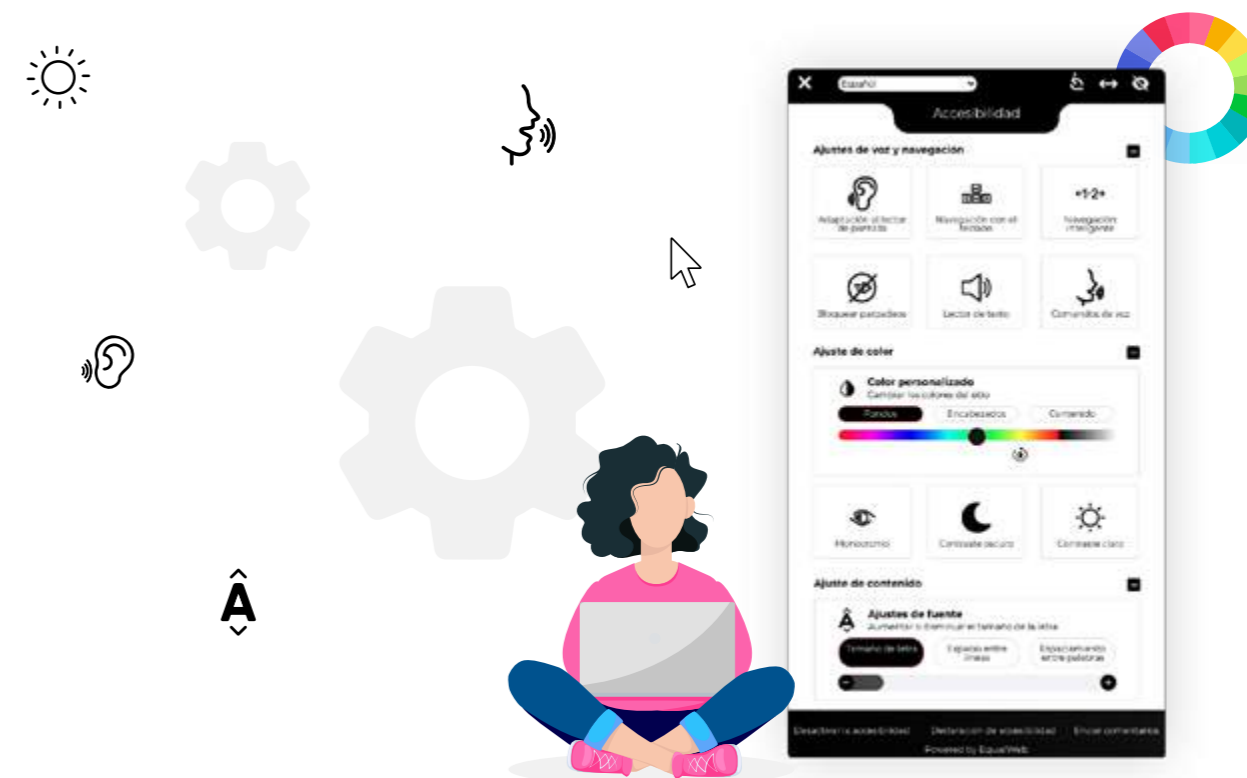 Español
Accesibilidad
Ajustes de voz y navegación
Adaptación al lector
de pantalla
Navegación con el
teclado
•1•2•
Navegación
inteligente
Bloquear parpadeos
Lector de texto
Comandos de voz
Ajuste de color
Color personalizado
Cambiar los colores del sitio
Fondos
Encabezados
Contenido
Monocromo
Contraste oscuro
Contraste claro
Ajuste de contenido
Ajustes de fuente
Aumentar o disminuir el tamaño de la letra
Tamaño de letra
Espacio entre
líneas
Espaciamiento
entre palabras
Desactivar la accesibilidad
Declaración de accesibilidad
Enviar comentarios
Powered by EqualWeb